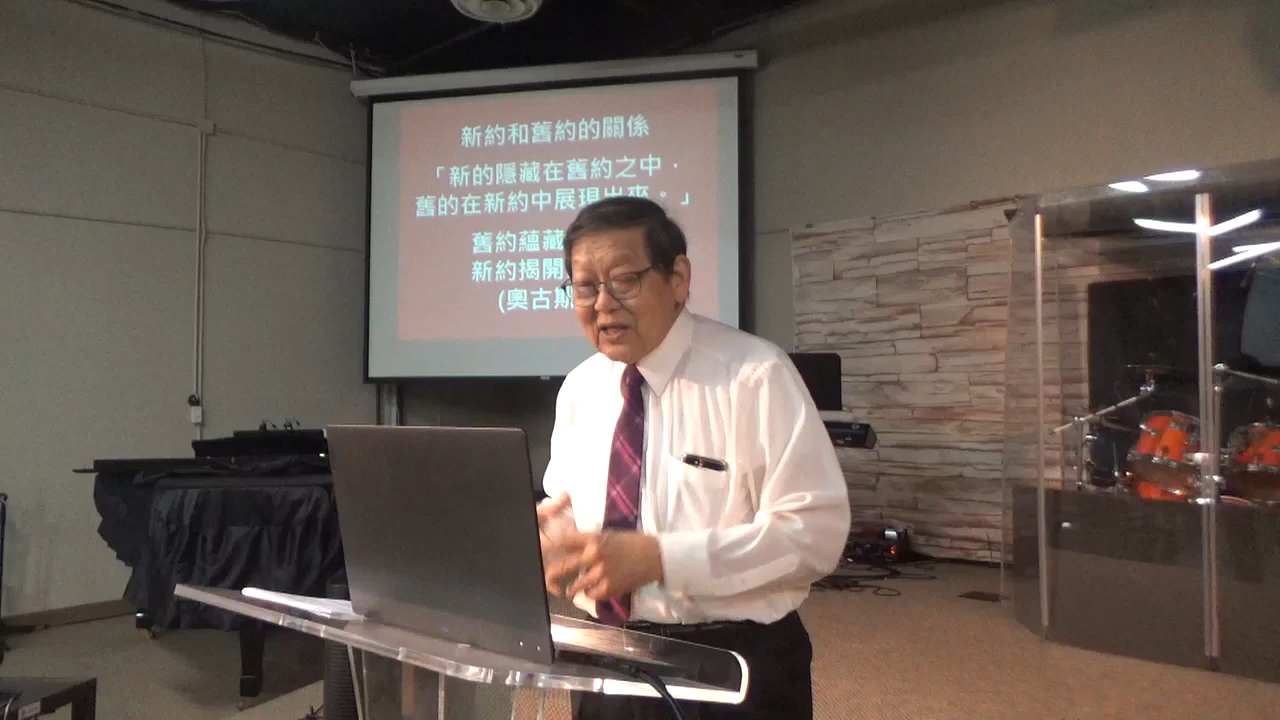 新約和舊約的關係
「新的隱藏在舊約之中．
舊的在新約中展現出來。」
舊約蘊藏
新約揭開
(奧古斯